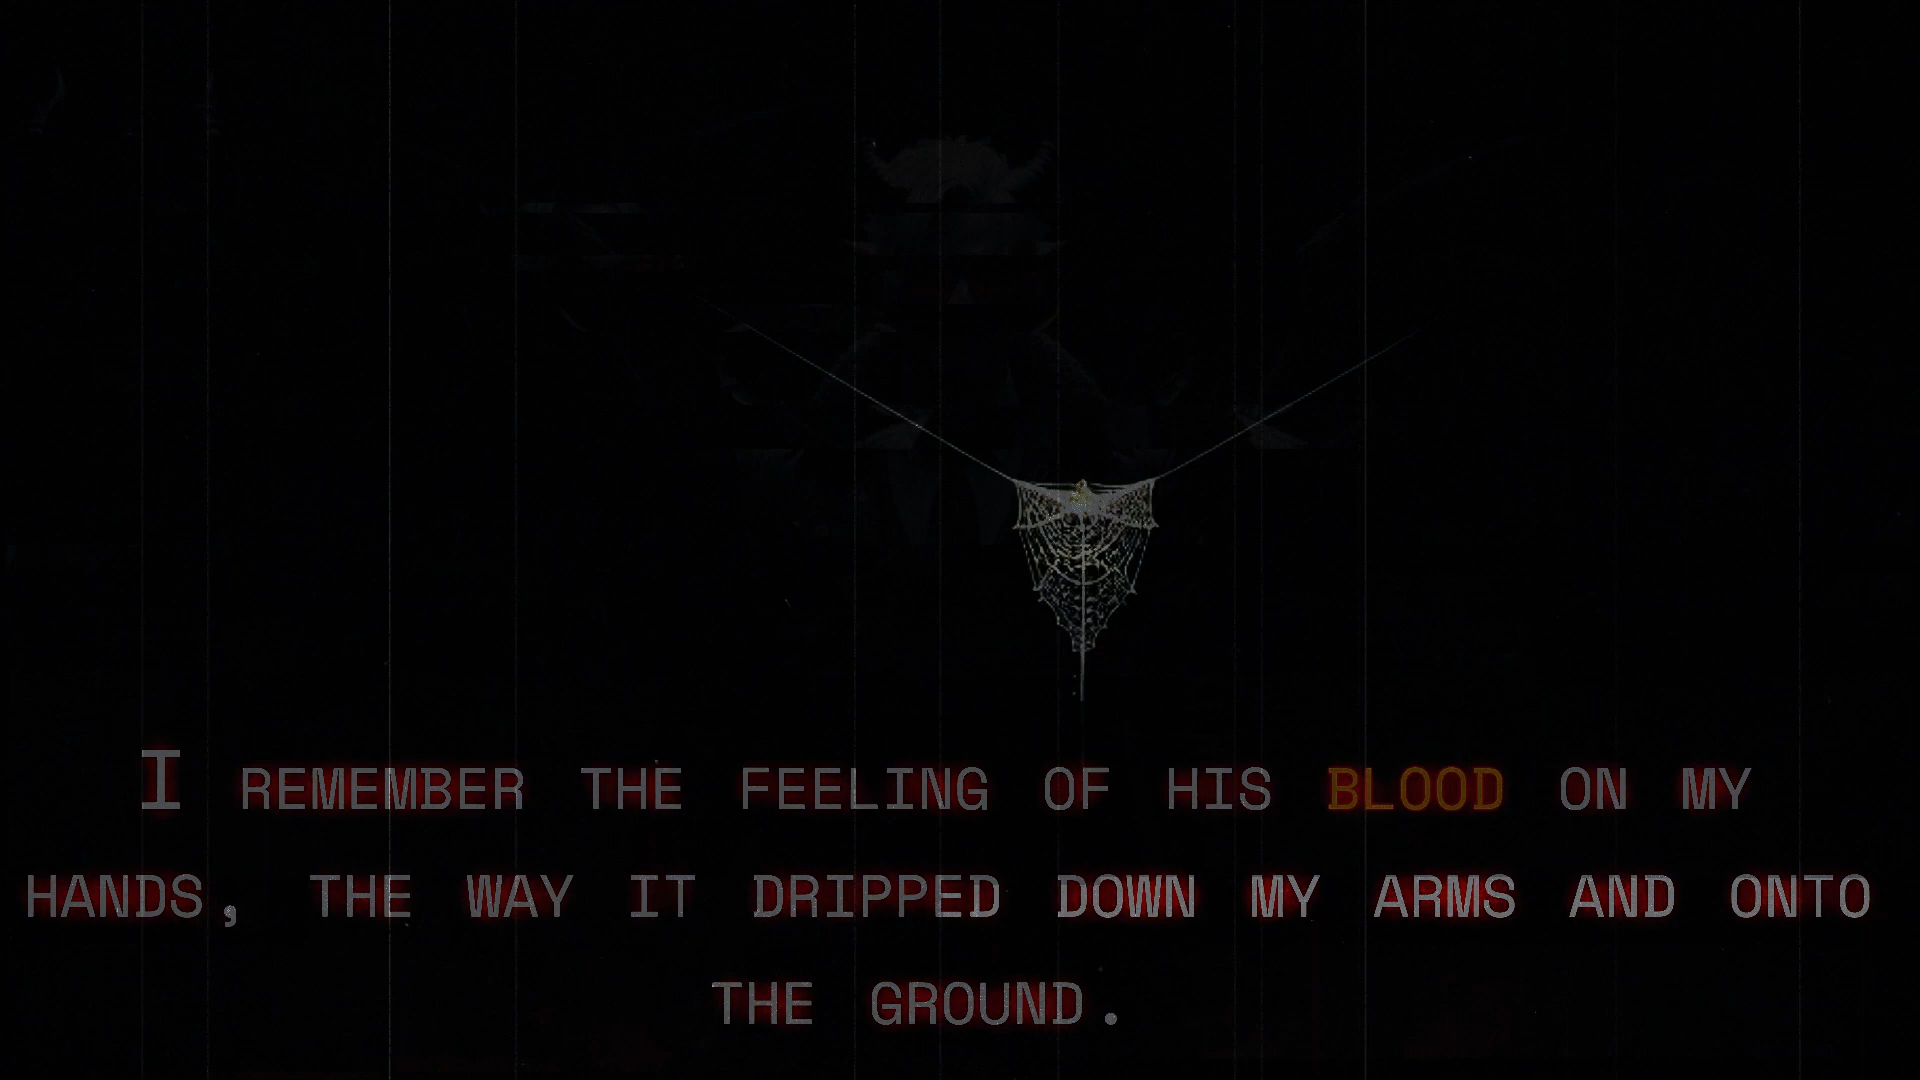 I REMEMBER THE FEELING OF HIS BLOOD ON MY
HANDS, THE WAY IT DRIPPED DOWN MY ARMS AND ONTO
THE GROUND.